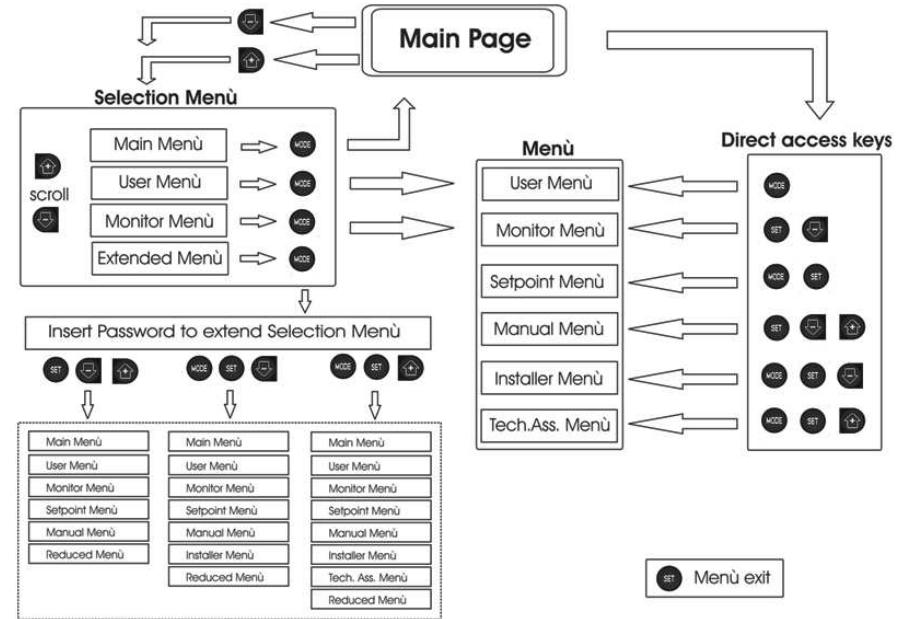 Main Page
-
+
Selection Menù
+
scroll
-
Main Menù
MODE
User Menù
MODE
Monitor Menù
MODE
Extended Menù
MODE
Insert Password to extend Selection Menù
SET - +
MODE SET -
MODE SET +
Main Menù
User Menù
Monitor Menù
Setpoint Menù
Manual Menù
Reduced Menù
Main Menù
User Menù
Monitor Menù
Setpoint Menù
Manual Menù
Installer Menù
Reduced Menù
Main Menù
User Menù
Monitor Menù
Setpoint Menù
Manual Menù
Installer Menù
Tech. Ass. Menù
Reduced Menù
Menù
User Menù
Monitor Menù
Setpoint Menù
Manual Menù
Installer Menù
Tech.Ass. Menù
Direct access keys
MODE
SET -
MODE SET
SET - +
MODE SET -
MODE SET +
SET Menù exit